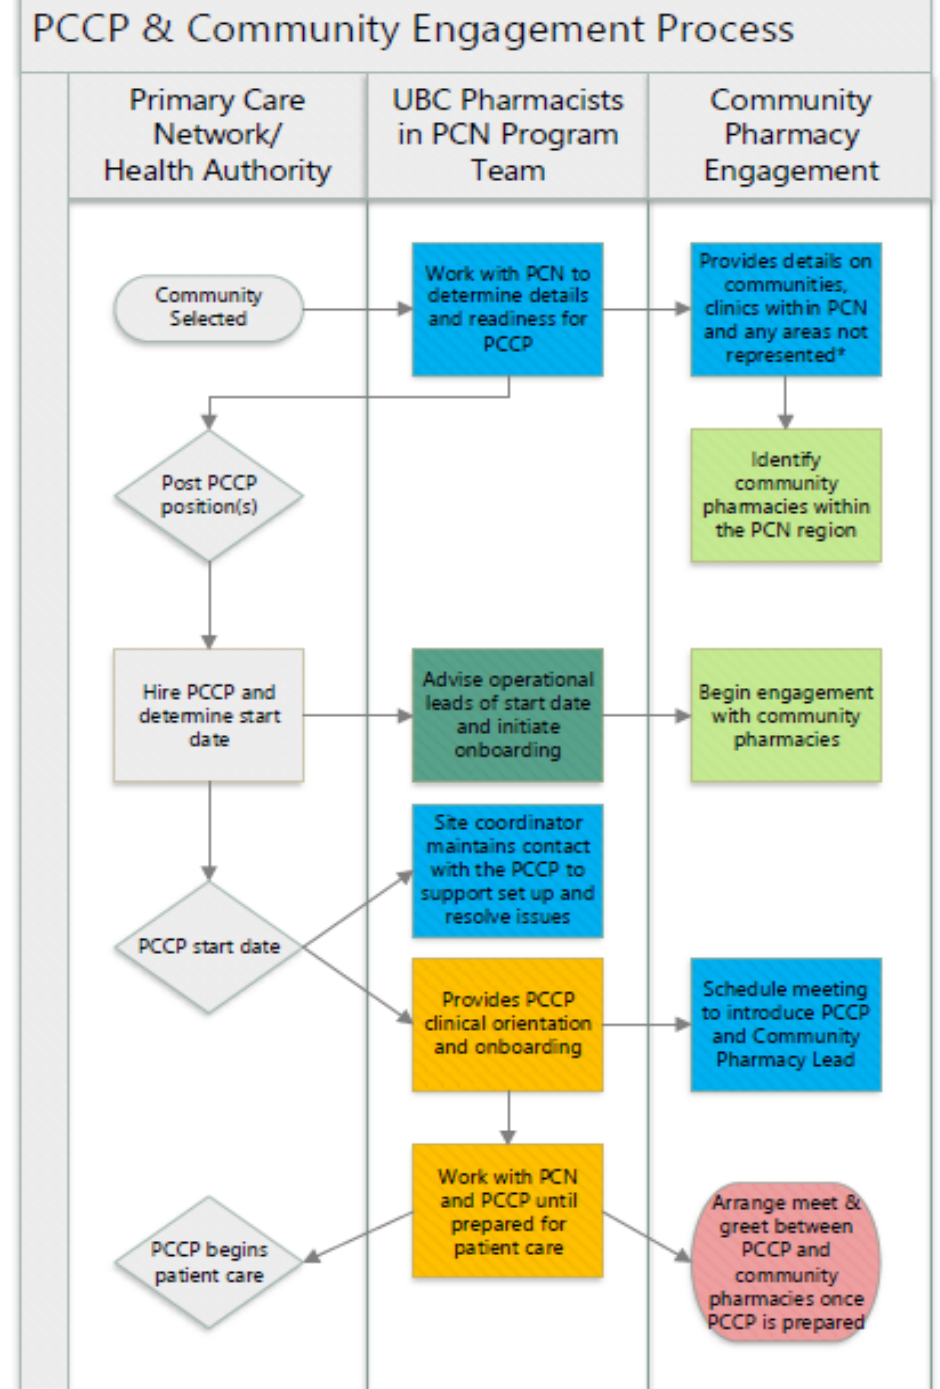 PCCP & Community Engagement Process
Primary Care
Network/
Health Authority
UBC Pharmacists
in PCN Program
Team
Community
Pharmacy
Engagement
Community
Selected
Work with PCN to
determine details
and readiness for
PCCP
Provides details on
communities,
clinics within PCN
and any areas not
represented*
Post PCCP
position(s)
Identify
community
pharmacies within
the PCN region
Hire PCCP and
determine start
date
Advise operational
leads of start date
and initiate
onboarding
Begin engagement
with community
pharmacies
Site coordinator
maintains contact
with the PCCP to
support set up and
resolve issues
PCCP start date
Provides PCCP
clinical orientation
and onboarding
Schedule meeting
to introduce PCCP
and Community
Pharmacy Lead
Work with PCN
and PCCP until
prepared for
patient care
PCCP begins
patient care
Arrange meet &
greet between
PCCP and
community
pharmacies once
PCCP is prepared